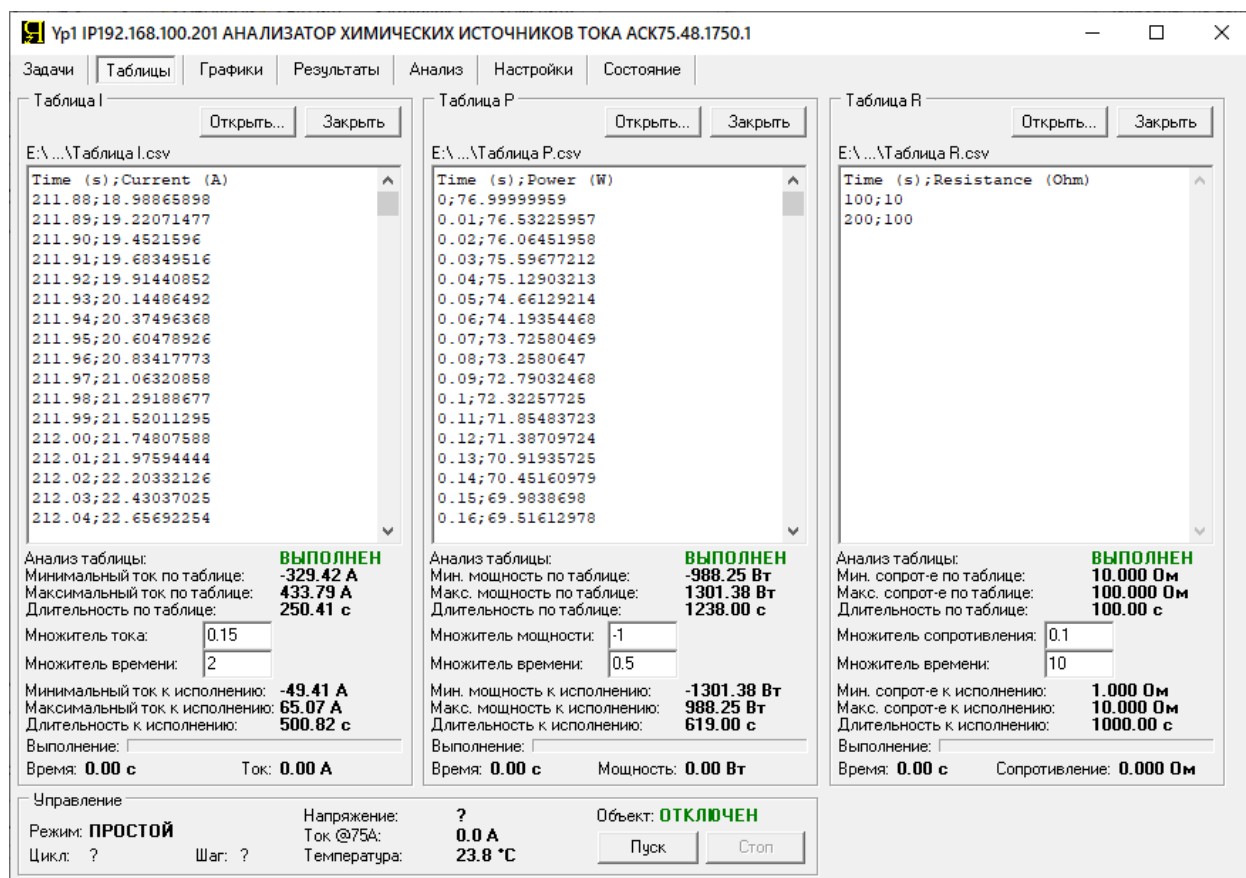 Ур1 IP192.168.100.201 АНАЛИЗАТОР ХИМИЧЕСКИХ ИСТОЧНИКОВ ТОКА АСК75.48.1750.1
Задачи Таблицы Графики Результаты Анализ Настройки Состояние
Таблица I
Открыть... Закрыть
E:\ ...\Таблица I.csv
Time (s);Current (A)
211.88;18.98865898
211.89;19.22071477
211.90;19.4521596
211.91;19.68349516
211.92;19.91440852
211.93;20.14486492
211.94;20.37496368
211.95;20.60478926
211.96;20.83417773
211.97;21.06320858
211.98;21.29188677
211.99;21.52011295
212.00;21.74807588
212.01;21.97594444
212.02;22.20332126
212.03;22.43037025
212.04;22.65692254
Анализ таблицы: ВЫПОЛНЕН
Минимальный ток по таблице: -329.42 А
Максимальный ток по таблице: 433.79 А
Длительность по таблице: 250.41 с
Множитель тока: 0.15
Множитель времени: 2
Минимальный ток к исполнению: -49.41 А
Максимальный ток к исполнению: 65.07 А
Длительность к исполнению: 500.82 с
Выполнение:
Время: 0.00 с Ток: 0.00 А
Таблица P
Открыть... Закрыть
E:\ ...\Таблица P.csv
Time (s);Power (W)
0;76.99999959
0.01;76.53225957
0.02;76.06451958
0.03;75.59677212
0.04;75.12903213
0.05;74.66129214
0.06;74.19354468
0.07;73.72580469
0.08;73.2580647
0.09;72.79032468
0.1;72.32257725
0.11;71.85483723
0.12;71.38709724
0.13;70.91935725
0.14;70.45160979
0.15;69.9838698
0.16;69.51612978
Анализ таблицы: ВЫПОЛНЕН
Мин. мощность по таблице: -988.25 Вт
Макс. мощность по таблице: 1301.38 Вт
Длительность по таблице: 1238.00 с
Множитель мощности: -1
Множитель времени: 0.5
Мин. мощность к исполнению: -1301.38 Вт
Макс. мощность к исполнению: 988.25 Вт
Длительность к исполнению: 619.00 с
Выполнение:
Время: 0.00 с Мощность: 0.00 Вт
Таблица R
Открыть... Закрыть
E:\ ...\Таблица R.csv
Time (s);Resistance (Ohm)
100;10
200;100
Анализ таблицы: ВЫПОЛНЕН
Мин. сопрот-е по таблице: 10.000 Ом
Макс. сопрот-е по таблице: 100.000 Ом
Длительность по таблице: 100.00 с
Множитель сопротивления: 0.1
Множитель времени: 10
Мин. сопрот-е к исполнению: 1.000 Ом
Макс. сопрот-е к исполнению: 10.000 Ом
Длительность к исполнению: 1000.00 с
Выполнение:
Время: 0.00 с Сопротивление: 0.000 Ом
Управление
Режим: ПРОСТОЙ
Цикл: ? Шаг: ?
Напряжение: ?
Ток @75А: 0.0 А
Температура: 23.8 °C
Объект: ОТКЛЮЧЕН
Пуск Стоп